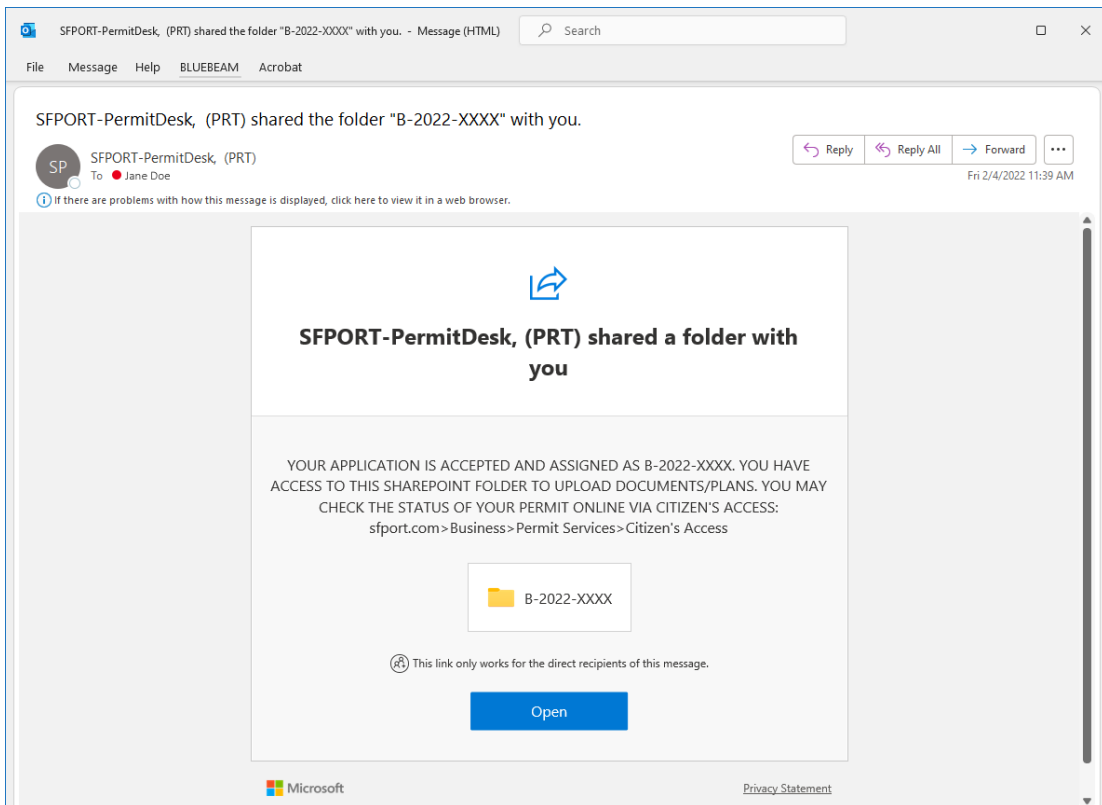 SFPORT-PermitDesk, (PRT) shared the folder "B-2022-XXXX" with you. - Message (HTML)
Search
File Message Help BLUEBEAM Acrobat
SFPORT-PermitDesk, (PRT) shared the folder "B-2022-XXXX" with you.
SP
SFPORT-PermitDesk, (PRT)
To Jane Doe
Reply Reply All Forward
Fri 2/4/2022 11:39 AM
If there are problems with how this message is displayed, click here to view it in a web browser.
SFPORT-PermitDesk, (PRT) shared a folder with
you
YOUR APPLICATION IS ACCEPTED AND ASSIGNED AS B-2022-XXXX. YOU HAVE
ACCESS TO THIS SHAREPOINT FOLDER TO UPLOAD DOCUMENTS/PLANS. YOU MAY
CHECK THE STATUS OF YOUR PERMIT ONLINE VIA CITIZEN'S ACCESS:
sfport.com>Business>Permit Services>Citizen's Access
B-2022-XXXX
This link only works for the direct recipients of this message.
Open
Microsoft
Privacy Statement